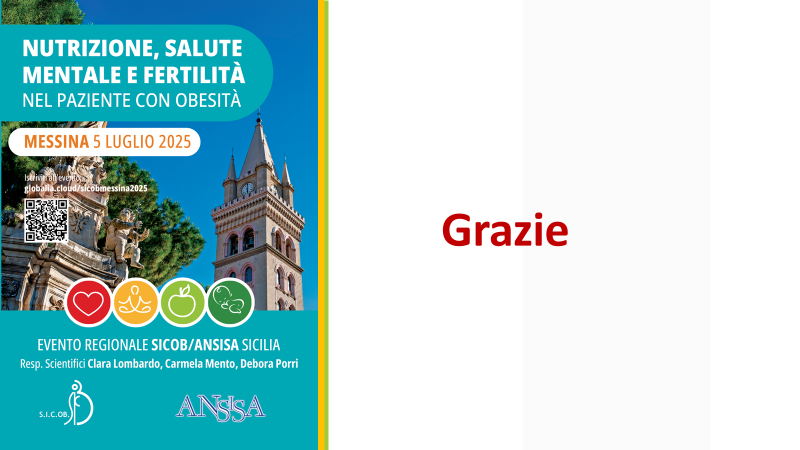 NUTRIZIONE, SALUTE
MENTALE E FERTILITÀ
NEL PAZIENTE CON OBESITÀ
MESSINA 5 LUGLIO 2025
Iscriviti all'evento:
globalia.cloud/sicobmessina2025
EVENTO REGIONALE SICOB/ANSISA SICILIA
Resp. Scientifici Clara Lombardo, Carmela Mento, Debora Porri
S.I.C.OB.
ANSISA
Grazie